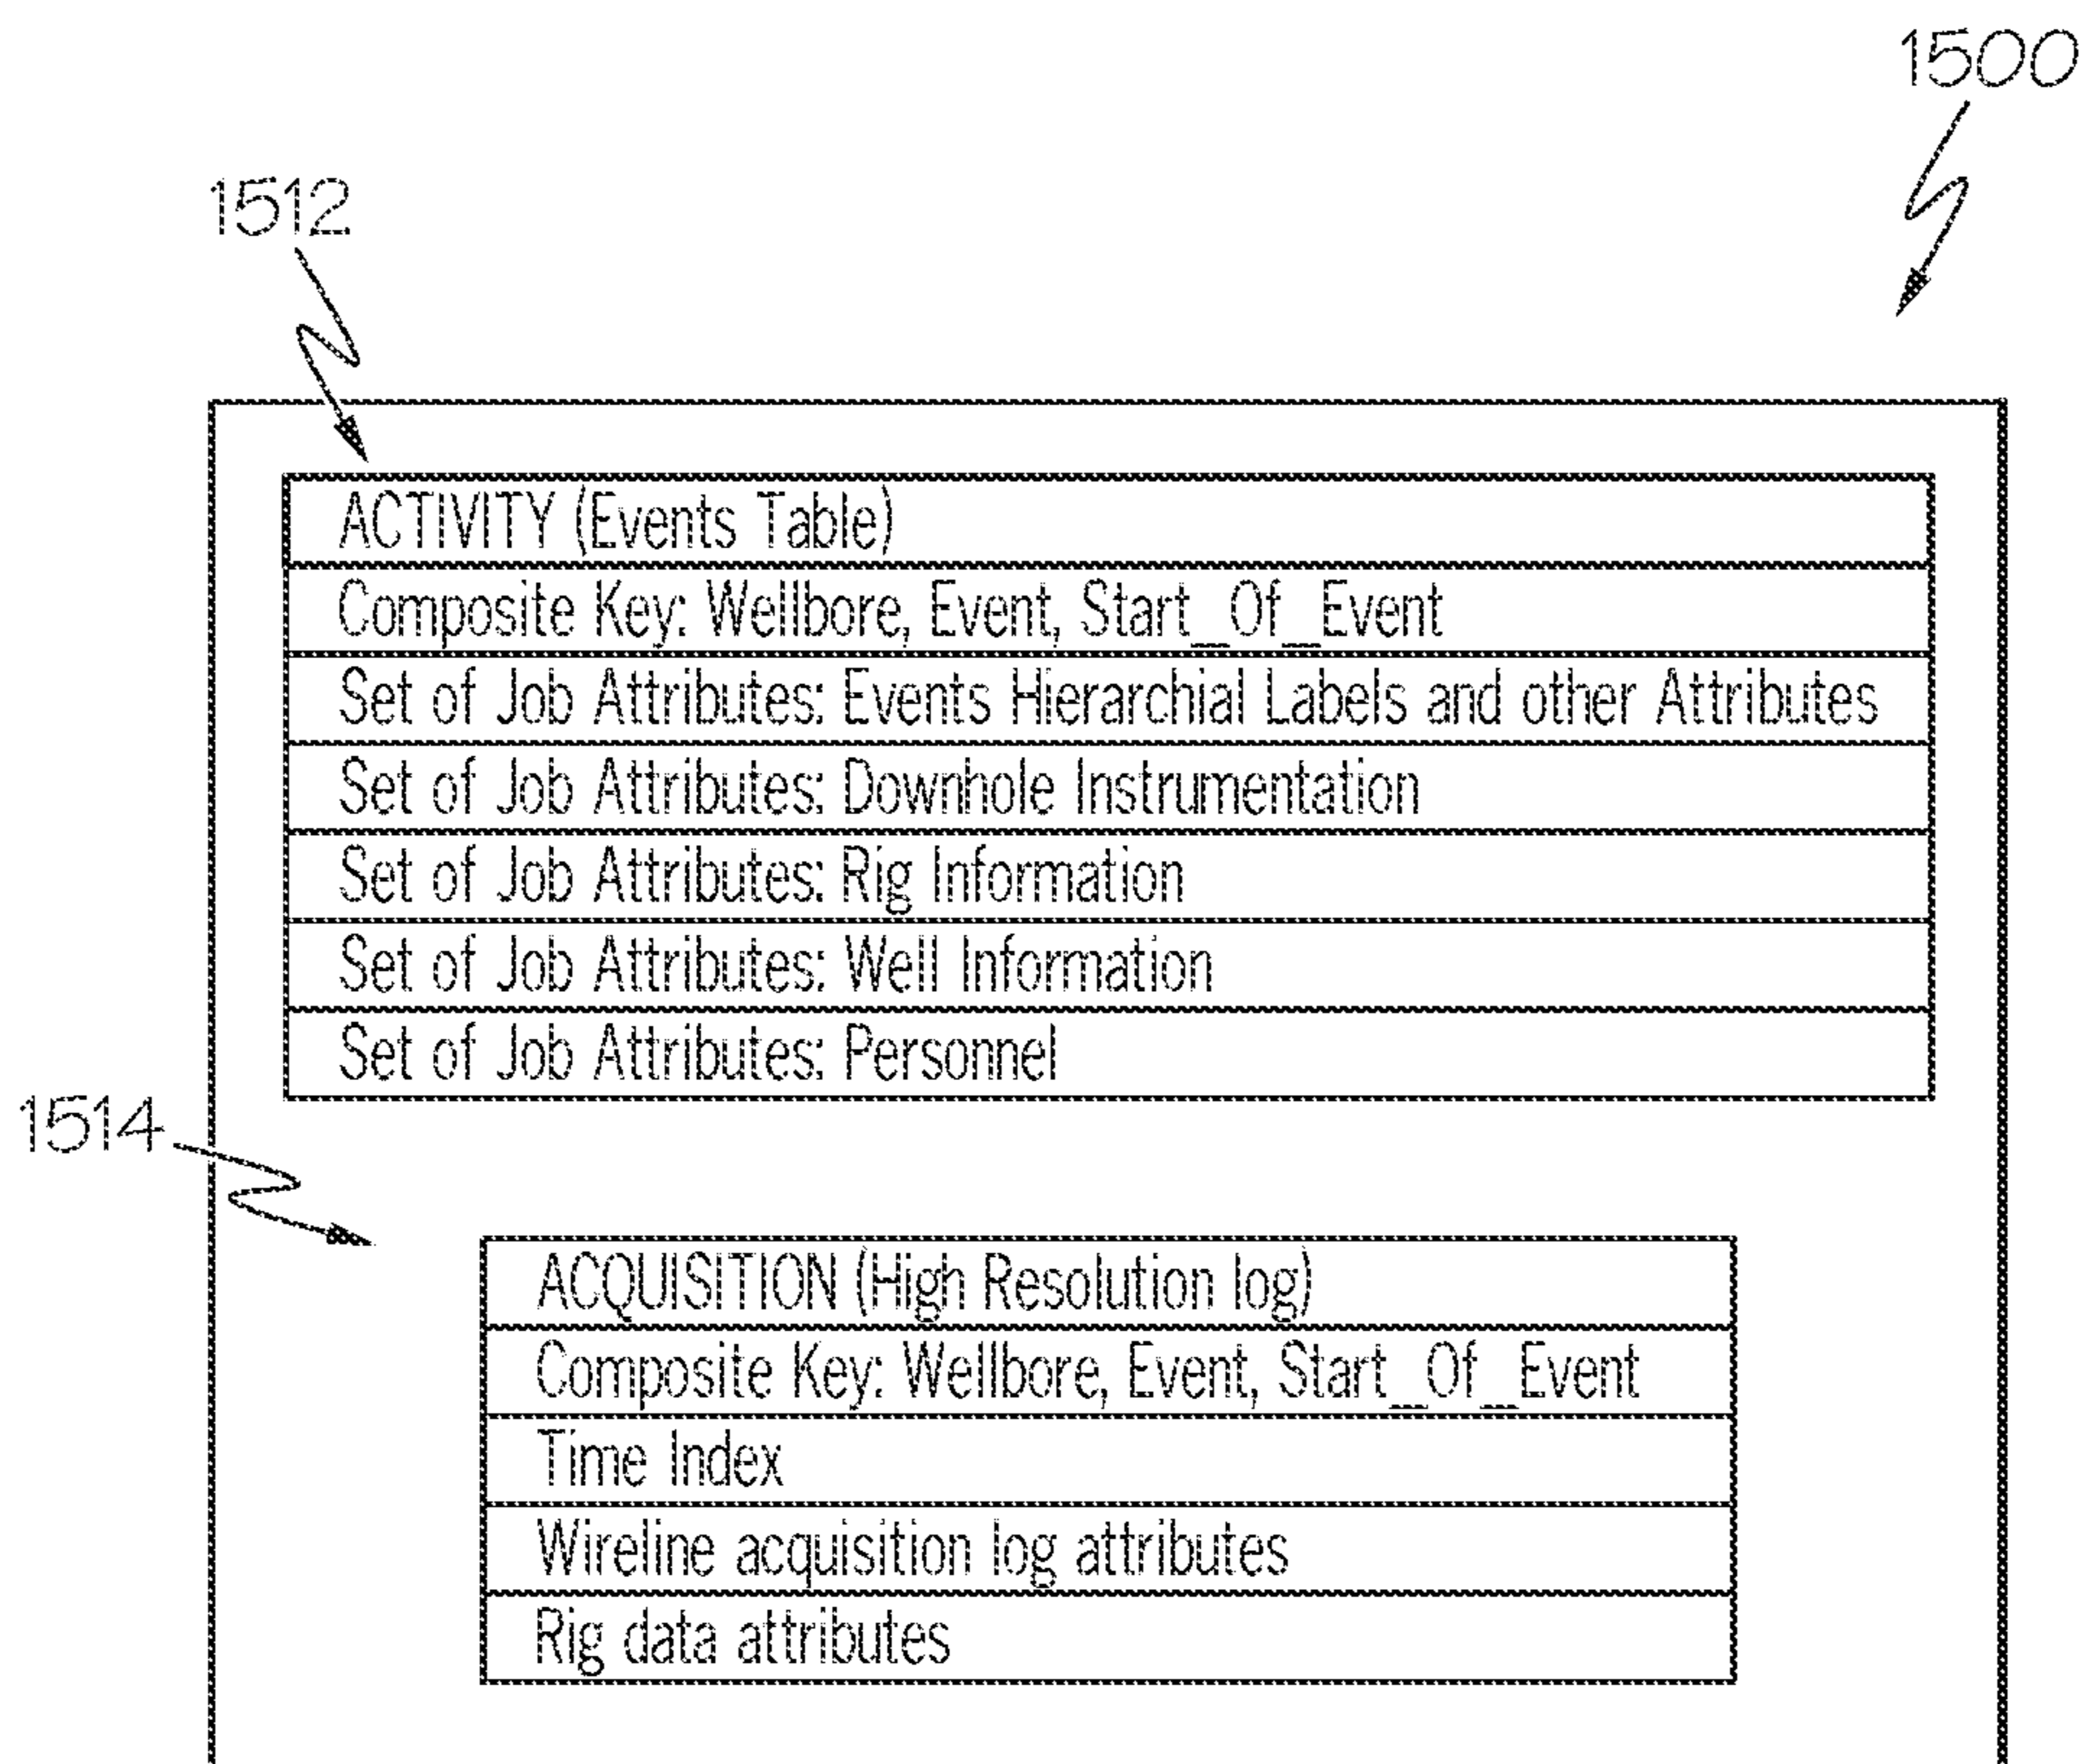 1500
1512
ACTIVITY (Events Table)
Composite Key: Wellbore, Event, Start_Of_Event
Set of Job Attributes: Events Hierarchial Labels and other Attributes
Set of Job Attributes: Downhole Instrumentation
Set of Job Attributes: Rig Information
Set of Job Attributes: Well Information
Set of Job Attributes: Personnel
1514
ACQUISITION (High Resolution log)
Composite Key: Wellbore, Event, Start_Of_Event
Time Index
Wireline acquisition log attributes
Rig data attributes